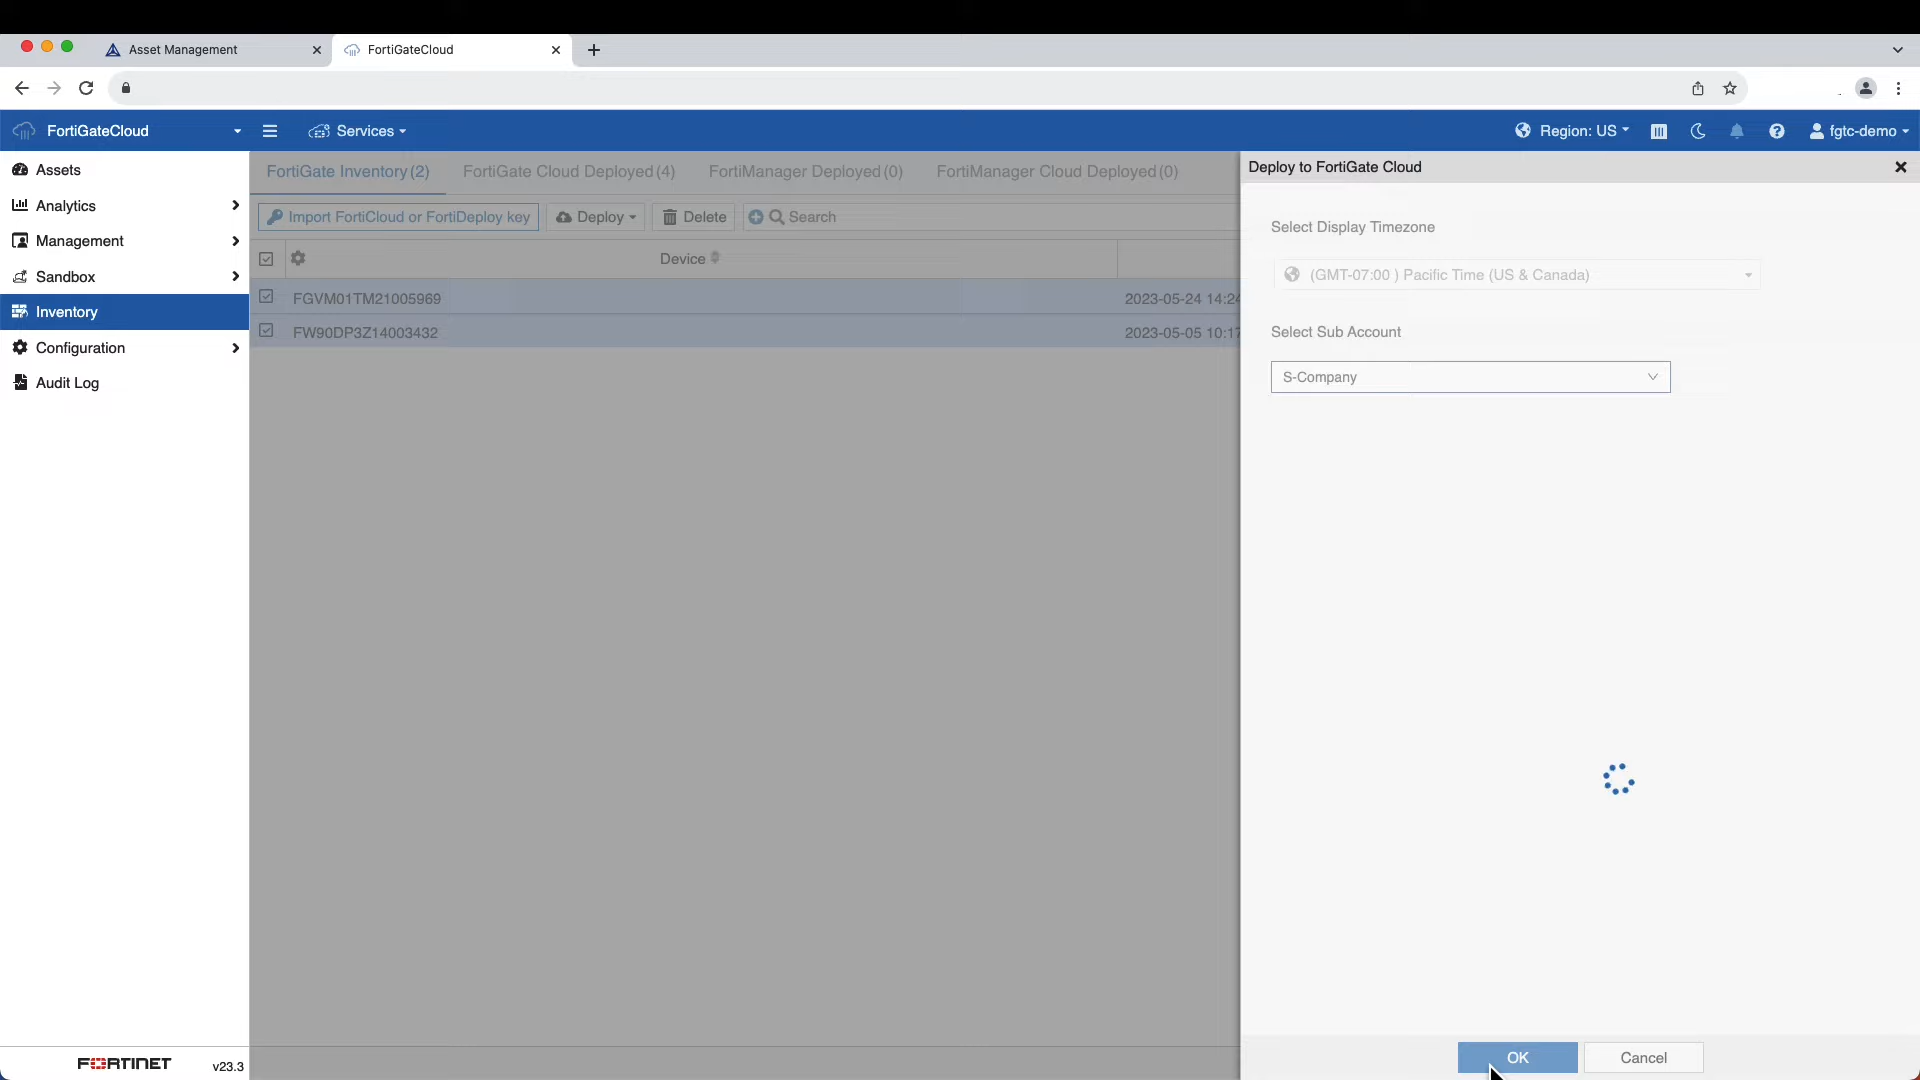 Asset Management
FortiGateCloud
FortiGateCloud
Services
Region: US
fgtc-demo
Assets
Analytics
Management
Sandbox
Inventory
Configuration
Audit Log
FortiGate Inventory (2)
FortiGate Cloud Deployed (4)
FortiManager Deployed (0)
FortiManager Cloud Deployed (0)
Import FortiCloud or FortiDeploy key
Deploy
Delete
Search
Device
FGVM01TM21005969
2023-05-24 14:24
FW90DP3Z14003432
2023-05-05 10:17
Deploy to FortiGate Cloud
Select Display Timezone
(GMT-07:00 ) Pacific Time (US & Canada)
Select Sub Account
S-Company
OK
Cancel
FORTINET
v23.3